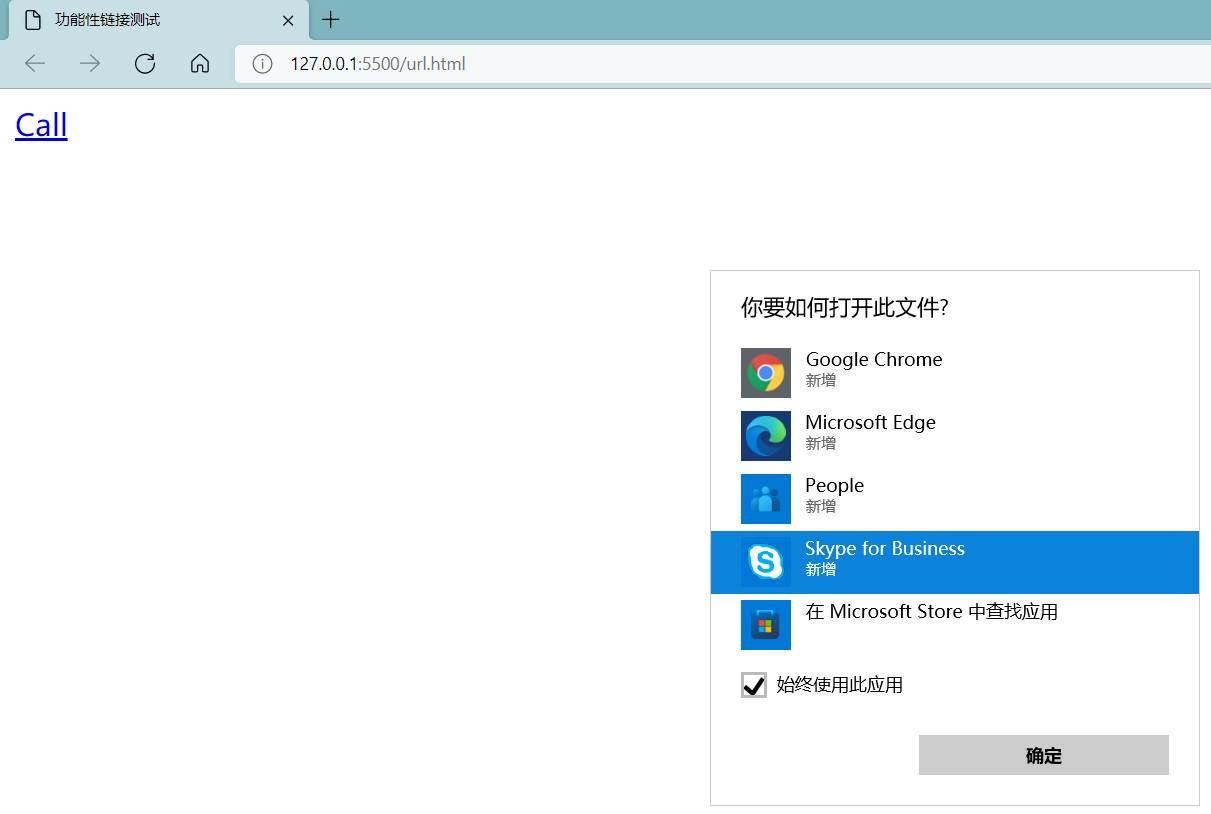 功能性链接测试
127.0.0.1:5500/url.html
Call
你要如何打开此文件?
Google Chrome
新增
Microsoft Edge
新增
People
新增
Skype for Business
新增
在 Microsoft Store 中查找应用
始终使用此应用
确定